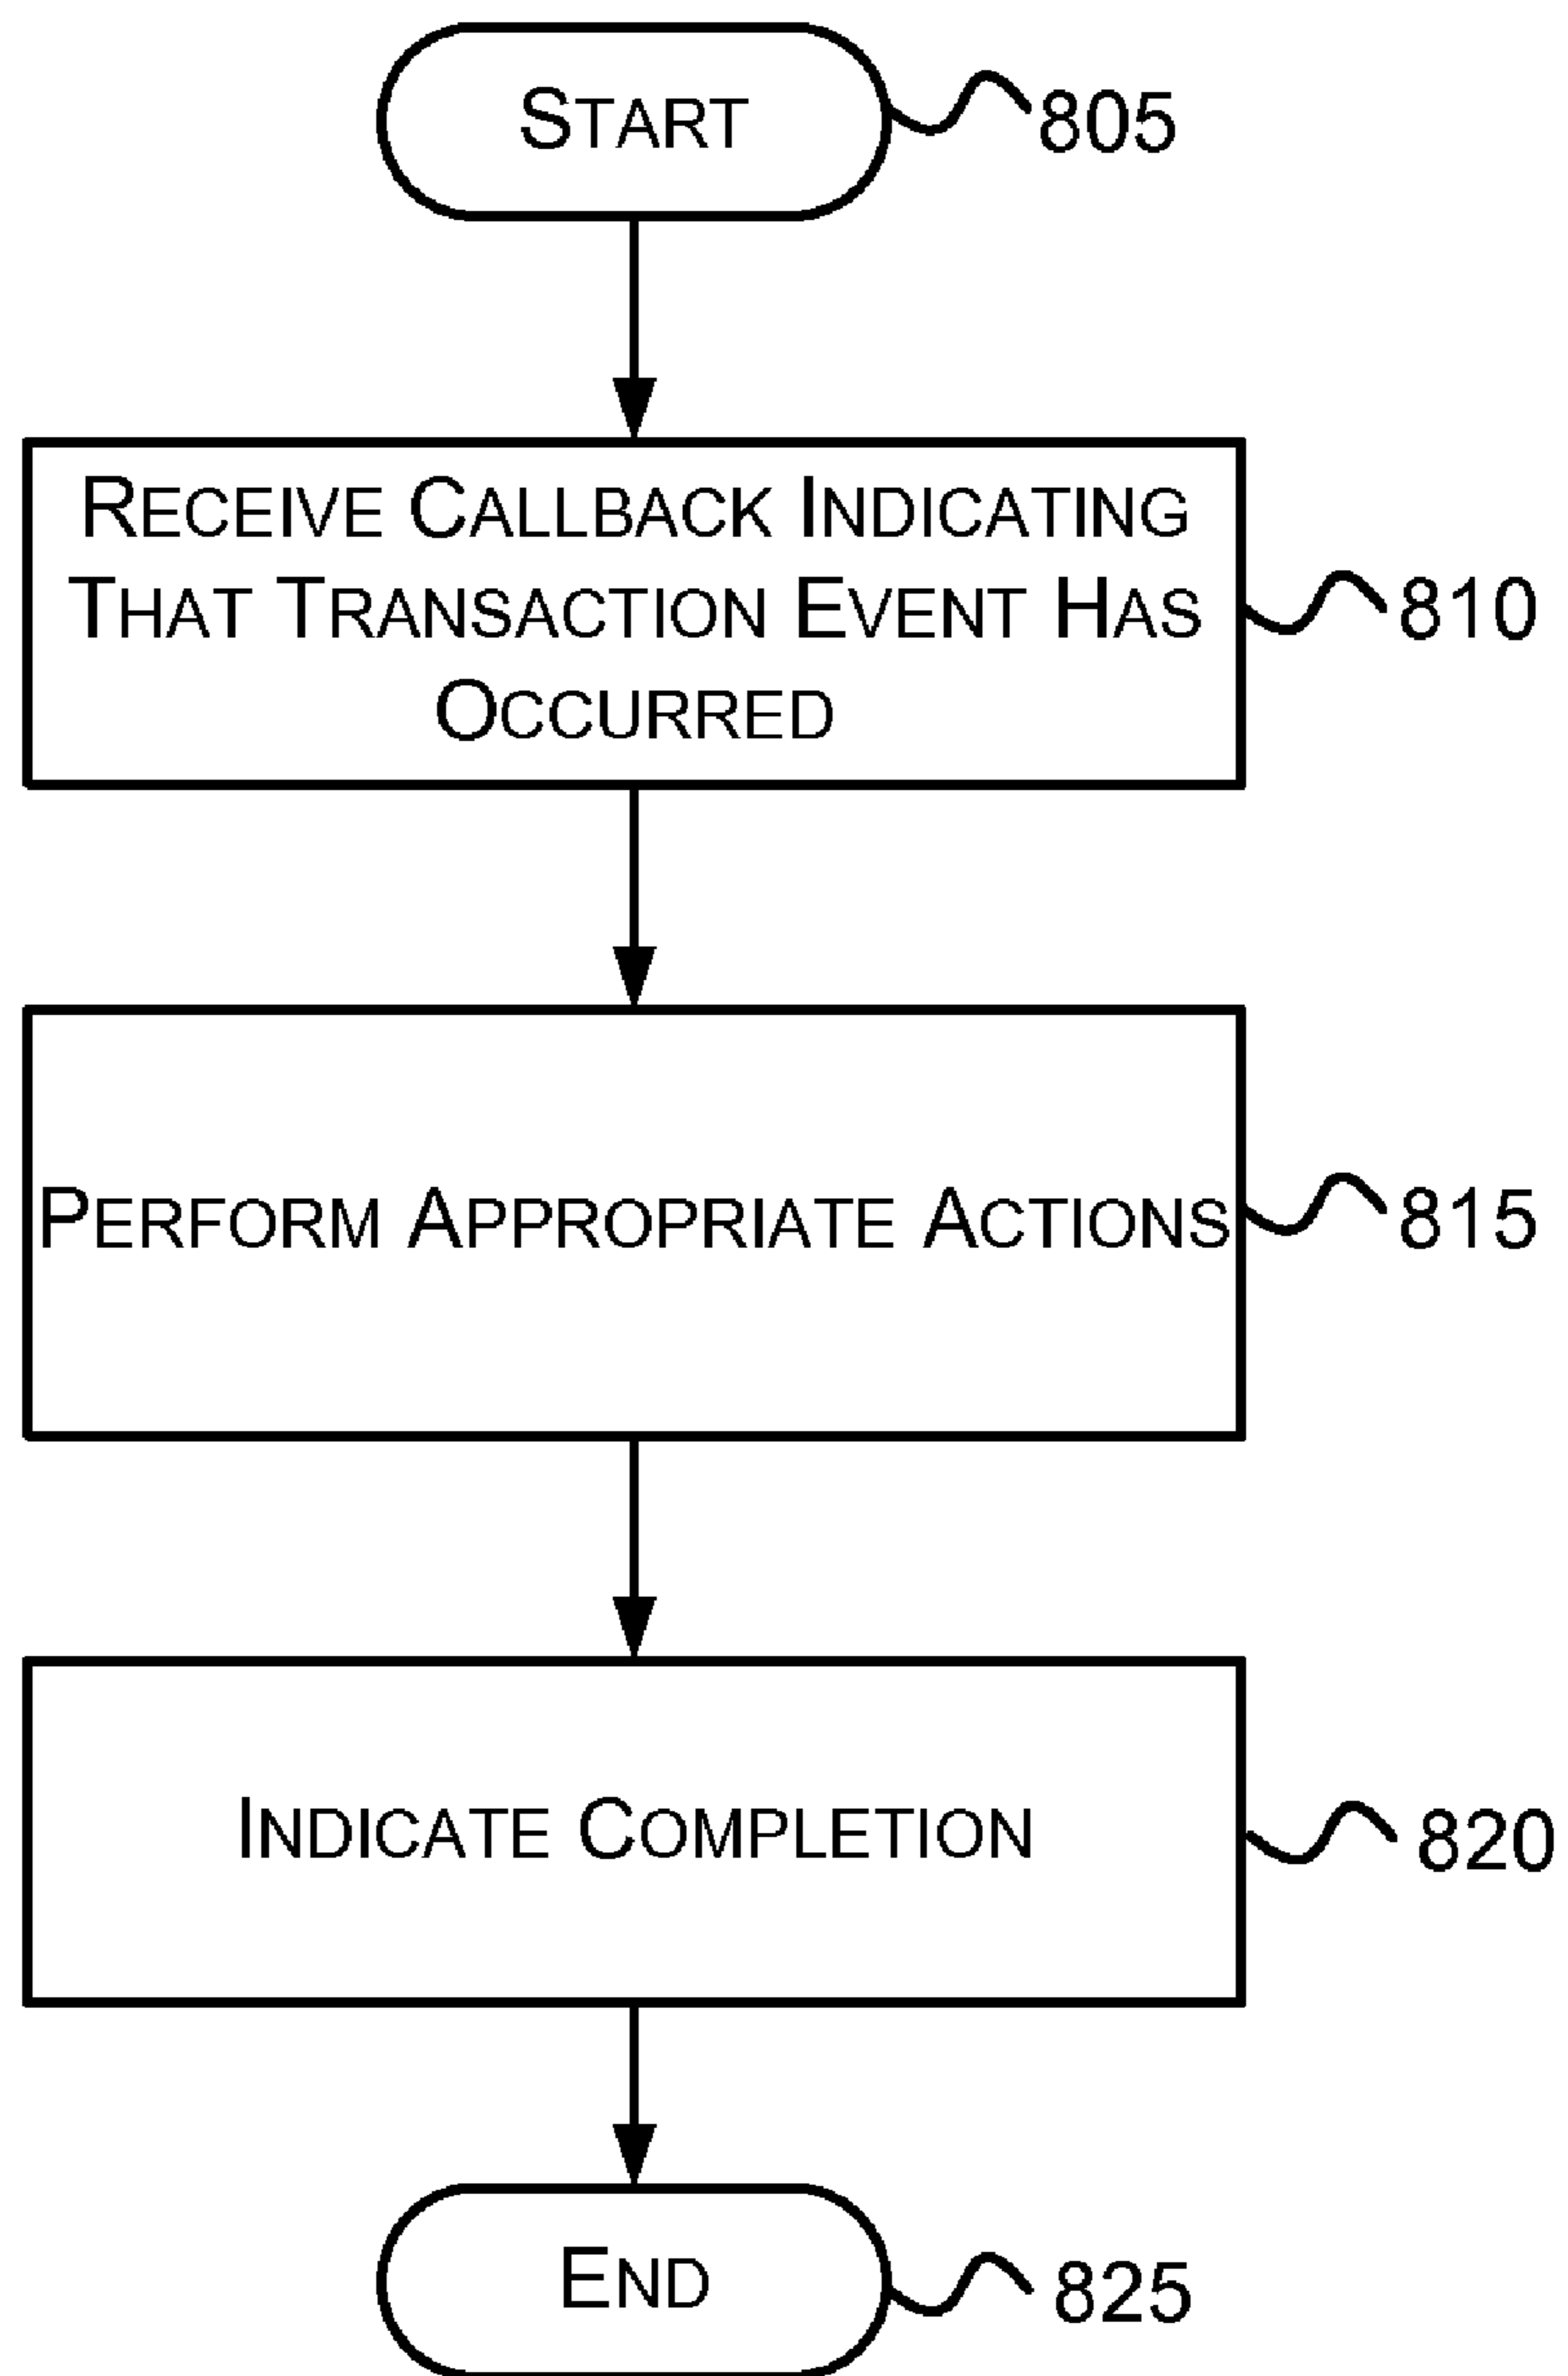 START
805
RECEIVE CALLBACK INDICATING
THAT TRANSACTION EVENT HAS
OCCURRED
810
PERFORM APPROPRIATE ACTIONS
815
INDICATE COMPLETION
820
END
825